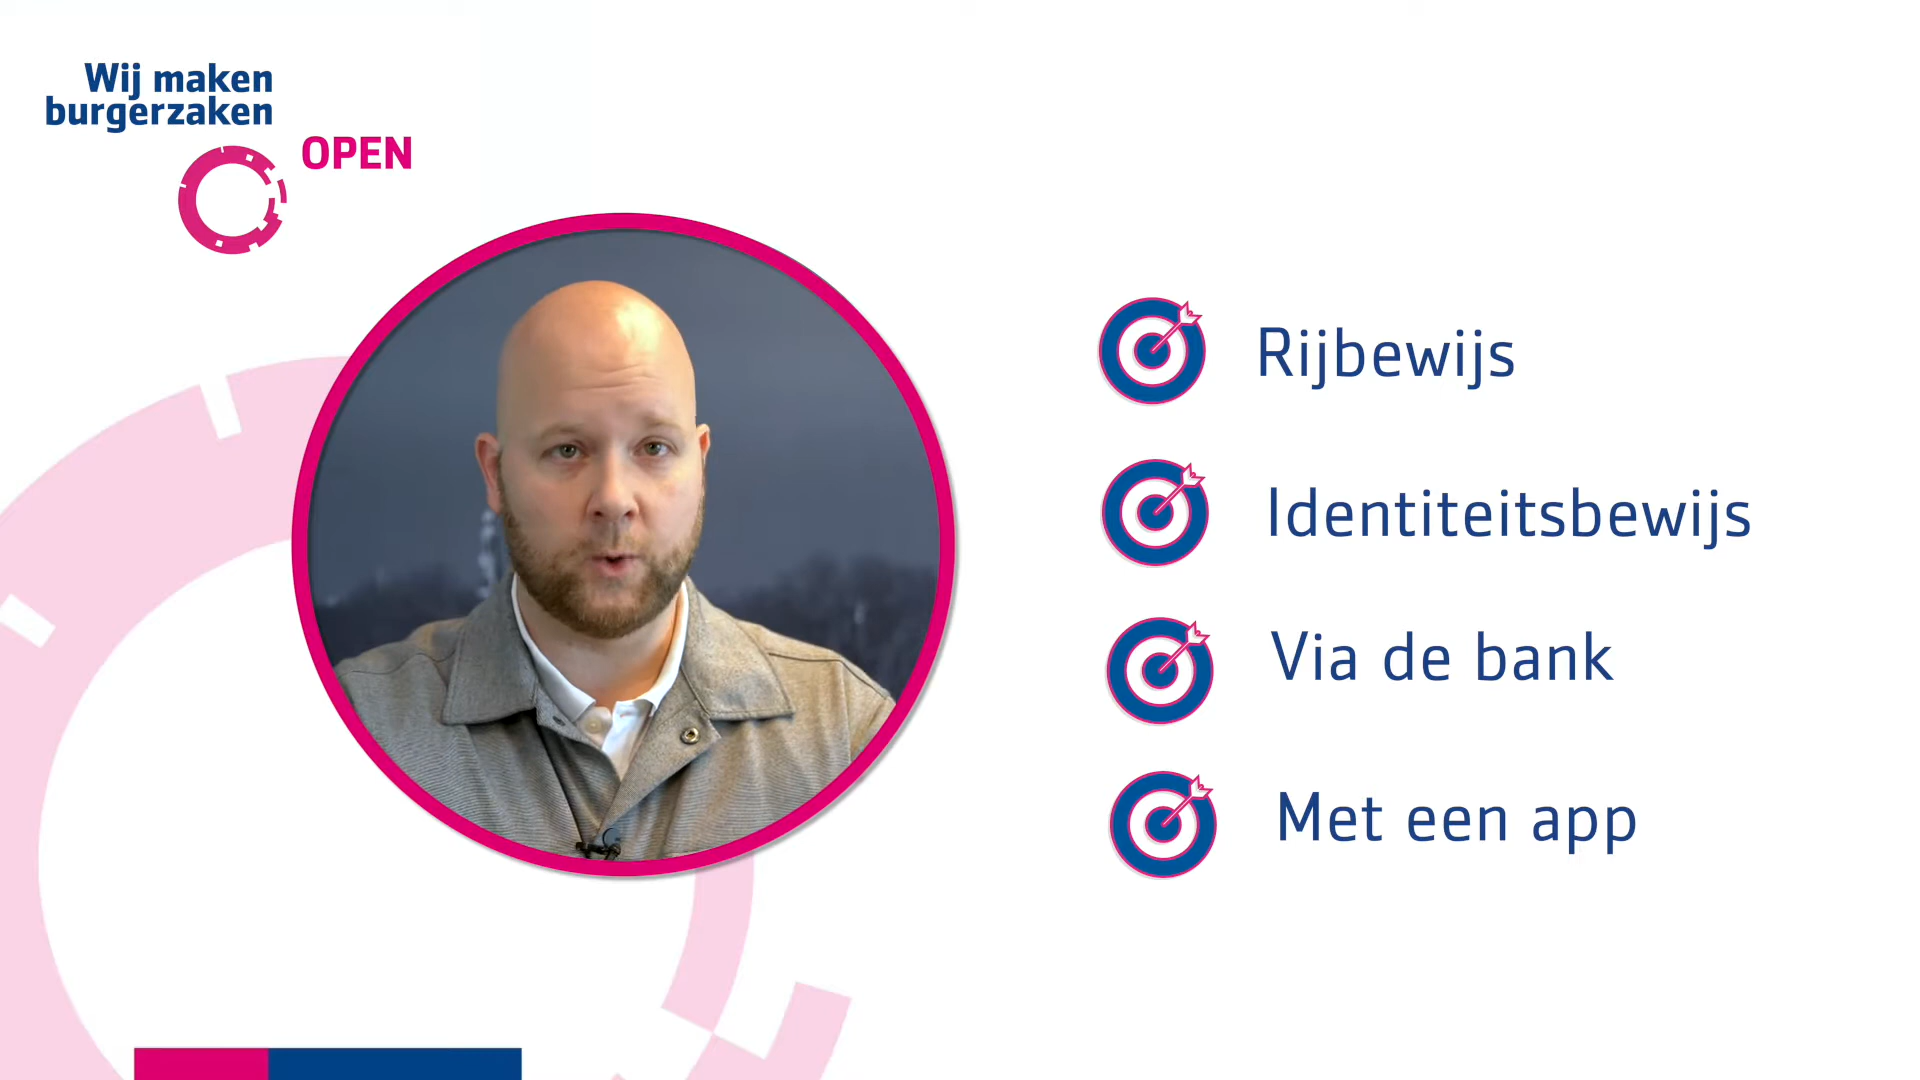 Wij maken
burgerzaken
OPEN
Rijbewijs
Identiteitsbewijs
Via de bank
Met een app